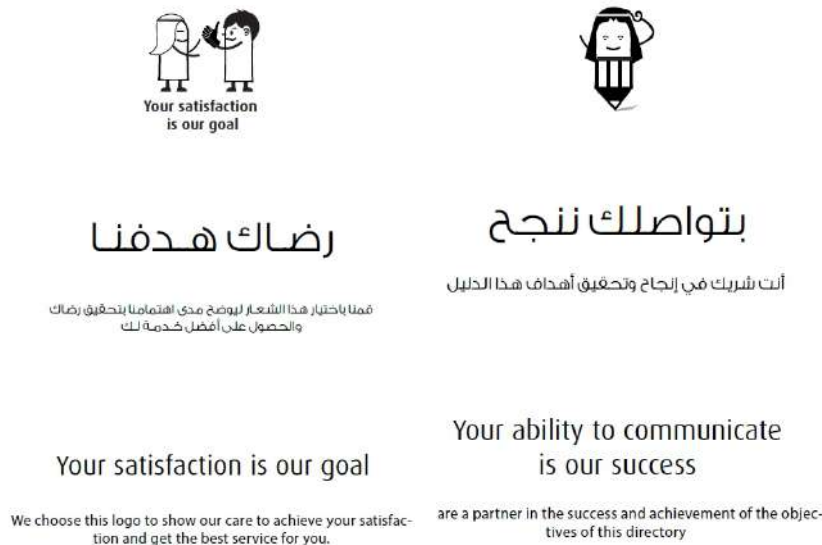 Your satisfaction
is our goal
رضاك هدفنا
قمنا باختيار هذا الشعار ليوضح مدى اهتمامنا بتحقيق رضاك
والحصول على أفضل خدمة لك
Your satisfaction is our goal
We choose this logo to show our care to achieve your satisfac-
tion and get the best service for you.
بتواصلك ننجح
أنت شريك في إنجاح وتحقيق أهداف هذا الدليل
Your ability to communicate
is our success
are a partner in the success and achievement of the objec-
tives of this directory